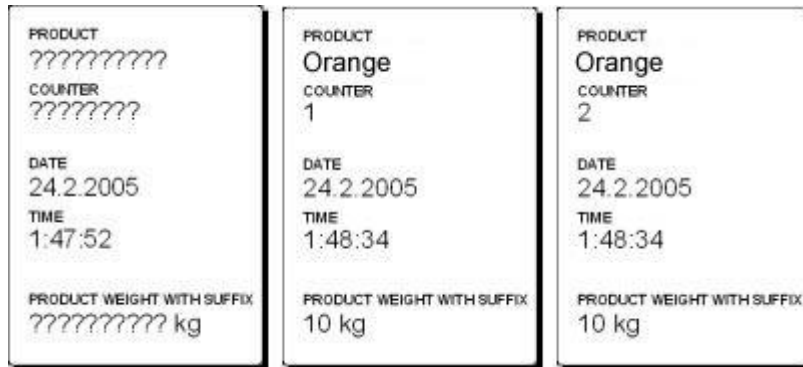 PRODUCT
??????????
COUNTER
????????
DATE
24.2.2005
TIME
1:47:52
PRODUCT WEIGHT WITH SUFFIX
?????????? kg
PRODUCT
Orange
COUNTER
1
DATE
24.2.2005
TIME
1:48:34
PRODUCT WEIGHT WITH SUFFIX
10 kg
PRODUCT
Orange
COUNTER
2
DATE
24.2.2005
TIME
1:48:34
PRODUCT WEIGHT WITH SUFFIX
10 kg